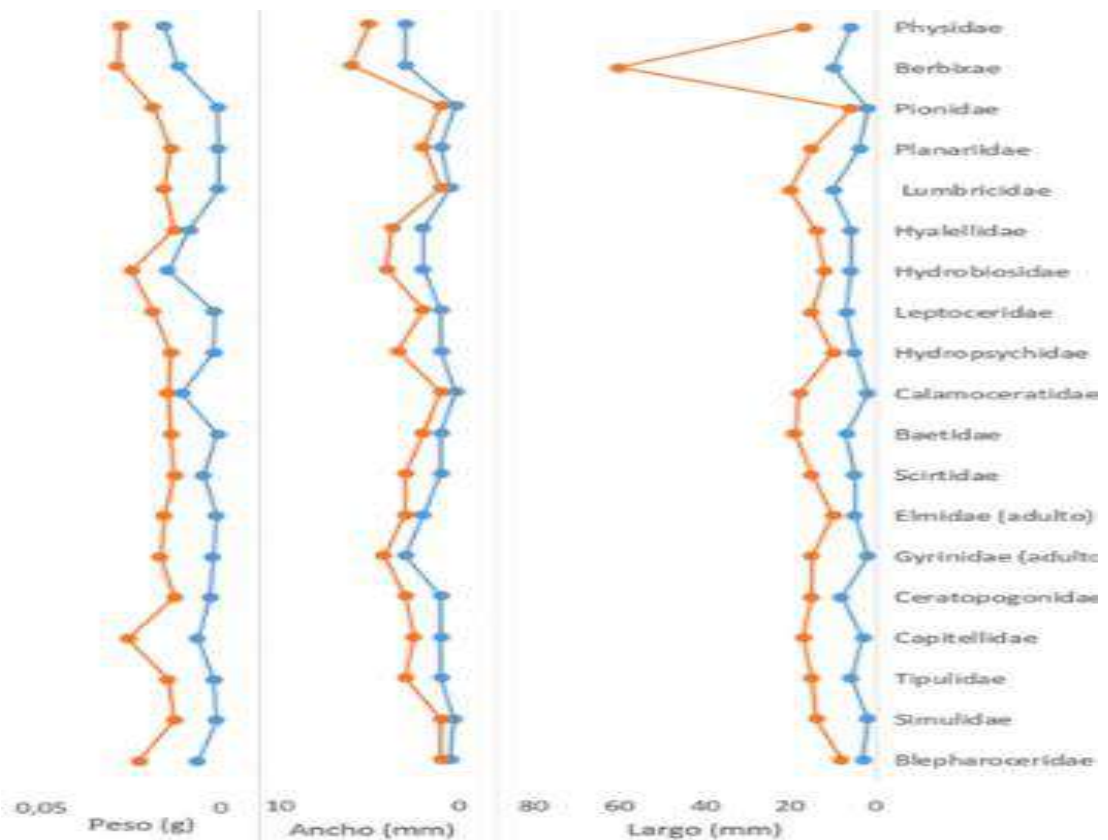 Physidae
Berbixae
Pionidae
Planariidae
Lumbricidae
Hyalellidae
Hydrobiosidae
Leptoceridae
Hydropsychidae
Calamoceratidae
Baetidae
Scirtidae
Elmidae (adulto)
Gyrinidae (adulto
Ceratopogonidae
Capitellidae
Tipulidae
Simulidae
Blepharoceridae
0,05 0 10 0 80 60 40 20 0
Peso (g) Ancho (mm) Largo (mm)